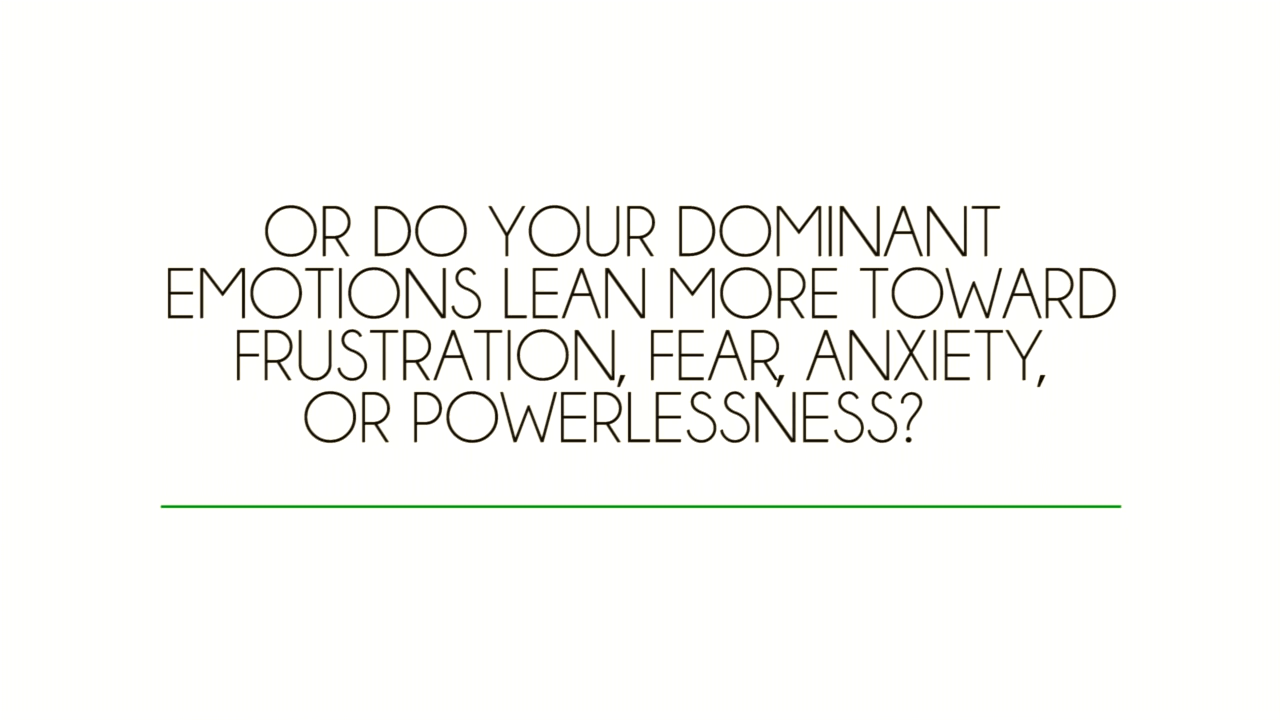 OR DO YOUR DOMINANT
EMOTIONS LEAN MORE TOWARD
FRUSTRATION, FEAR, ANXIETY,
OR POWERLESSNESS?